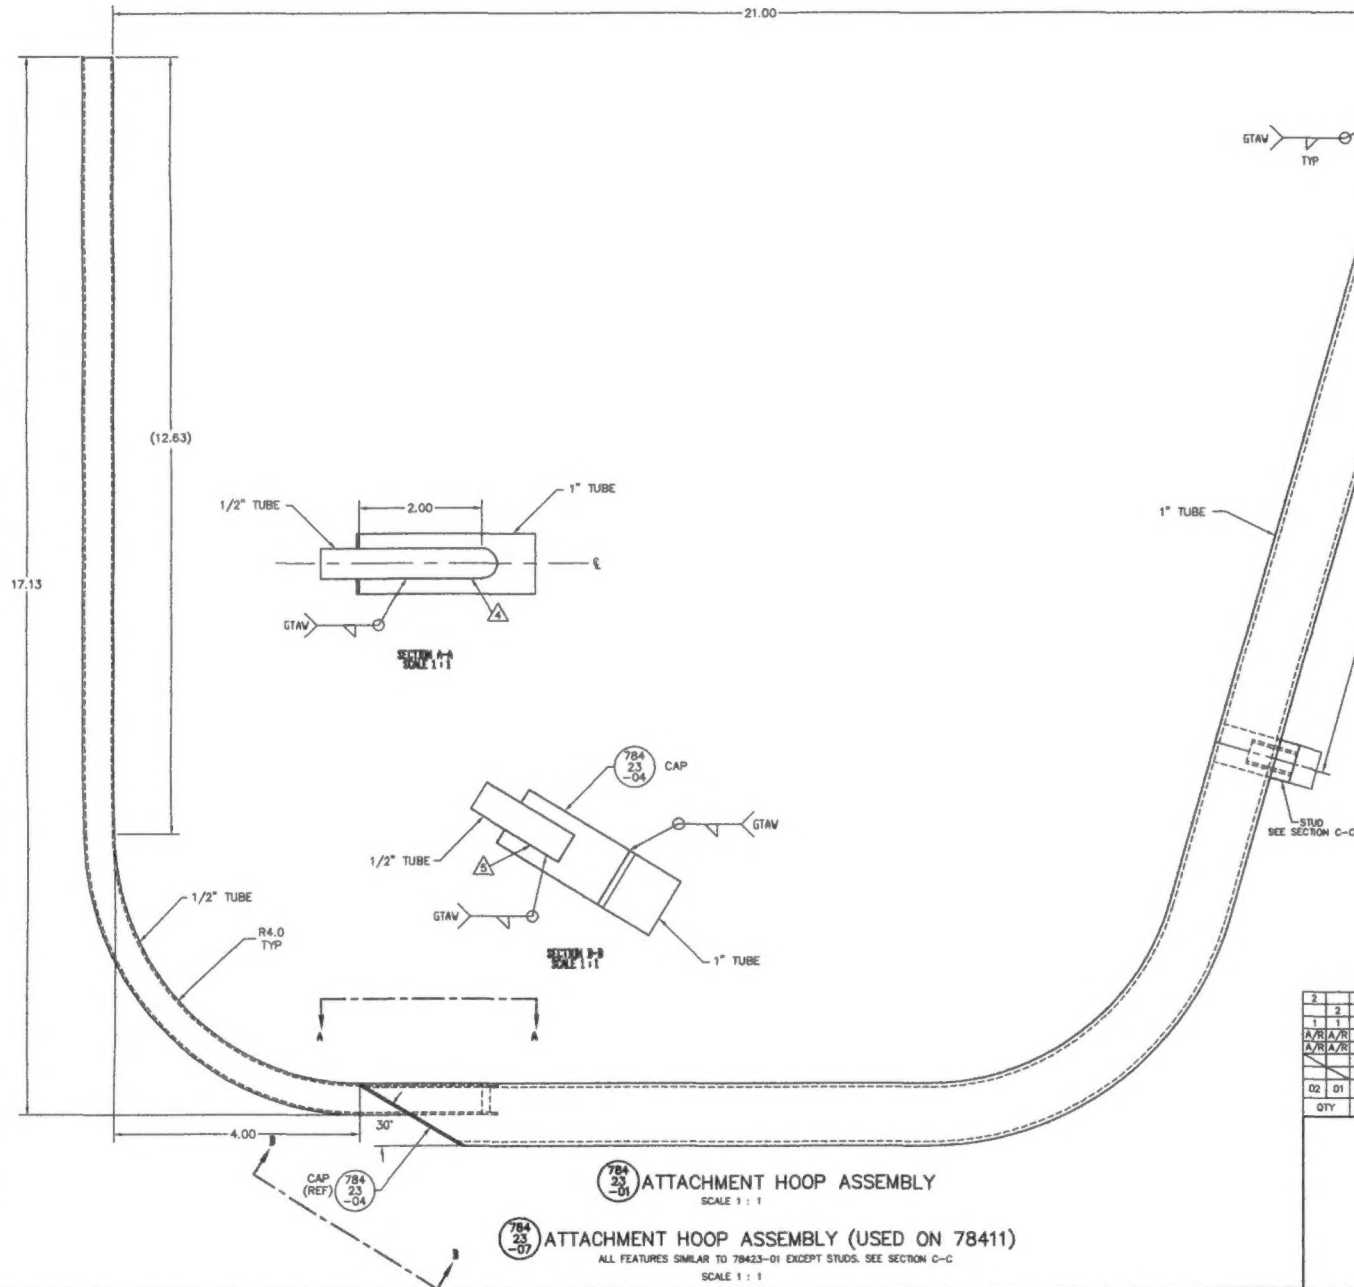 21.00
GTAW
TYP
(12.63)
17.13
1/2" TUBE
2.00
1" TUBE
℄
GTAW
4
SECTION A-A
SCALE 1:1
1" TUBE
784
23
-04
CAP
GTAW
1/2" TUBE
5
GTAW
SECTION B-B
SCALE 1:1
1" TUBE
STUD
SEE SECTION C-C
1/2" TUBE
R4.0
TYP
A
A
4.00
30°
B
CAP
(REF)
784
23
-04
B
784
23
-01
ATTACHMENT HOOP ASSEMBLY
SCALE 1 : 1
784
23
-07
ATTACHMENT HOOP ASSEMBLY (USED ON 78411)
ALL FEATURES SIMILAR TO 78423-01 EXCEPT STUDS. SEE SECTION C-C
SCALE 1 : 1
2
2
1 1
A/R A/R
A/R A/R
02 01
QTY